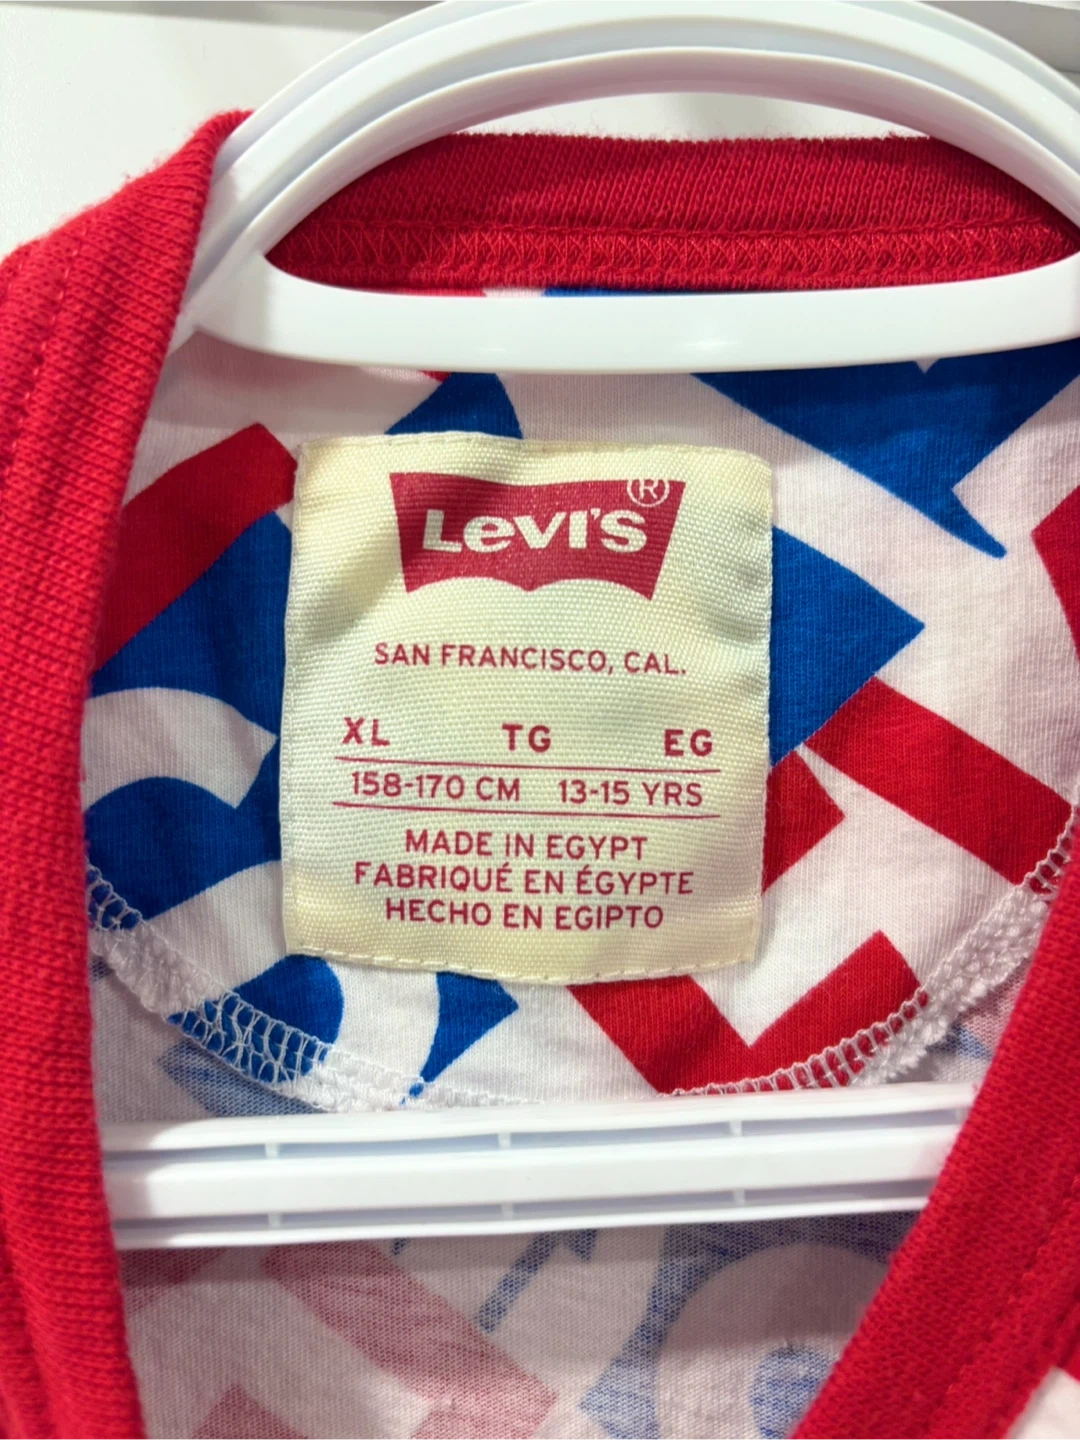 Levi's®
SAN FRANCISCO, CAL.
XL TG EG
158-170 CM 13-15 YRS
MADE IN EGYPT
FABRIQUÉ EN ÉGYPTE
HECHO EN EGIPTO